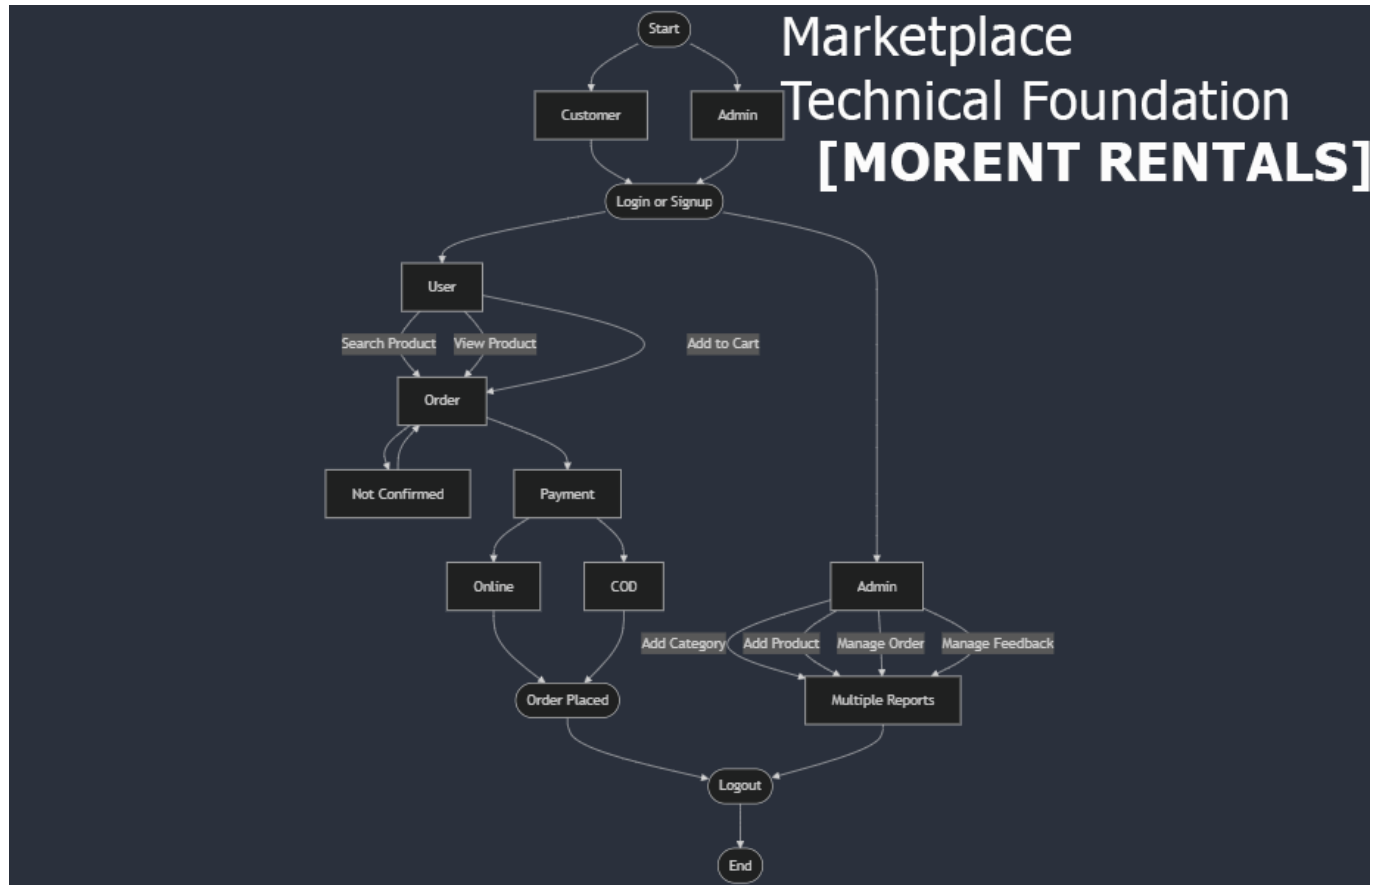 Start
Marketplace
Technical Foundation
[MORENT RENTALS]
Customer
Admin
Login or Signup
User
Search Product
View Product
Add to Cart
Order
Not Confirmed
Payment
Online
COD
Admin
Add Category
Add Product
Manage Order
Manage Feedback
Order Placed
Multiple Reports
Logout
End